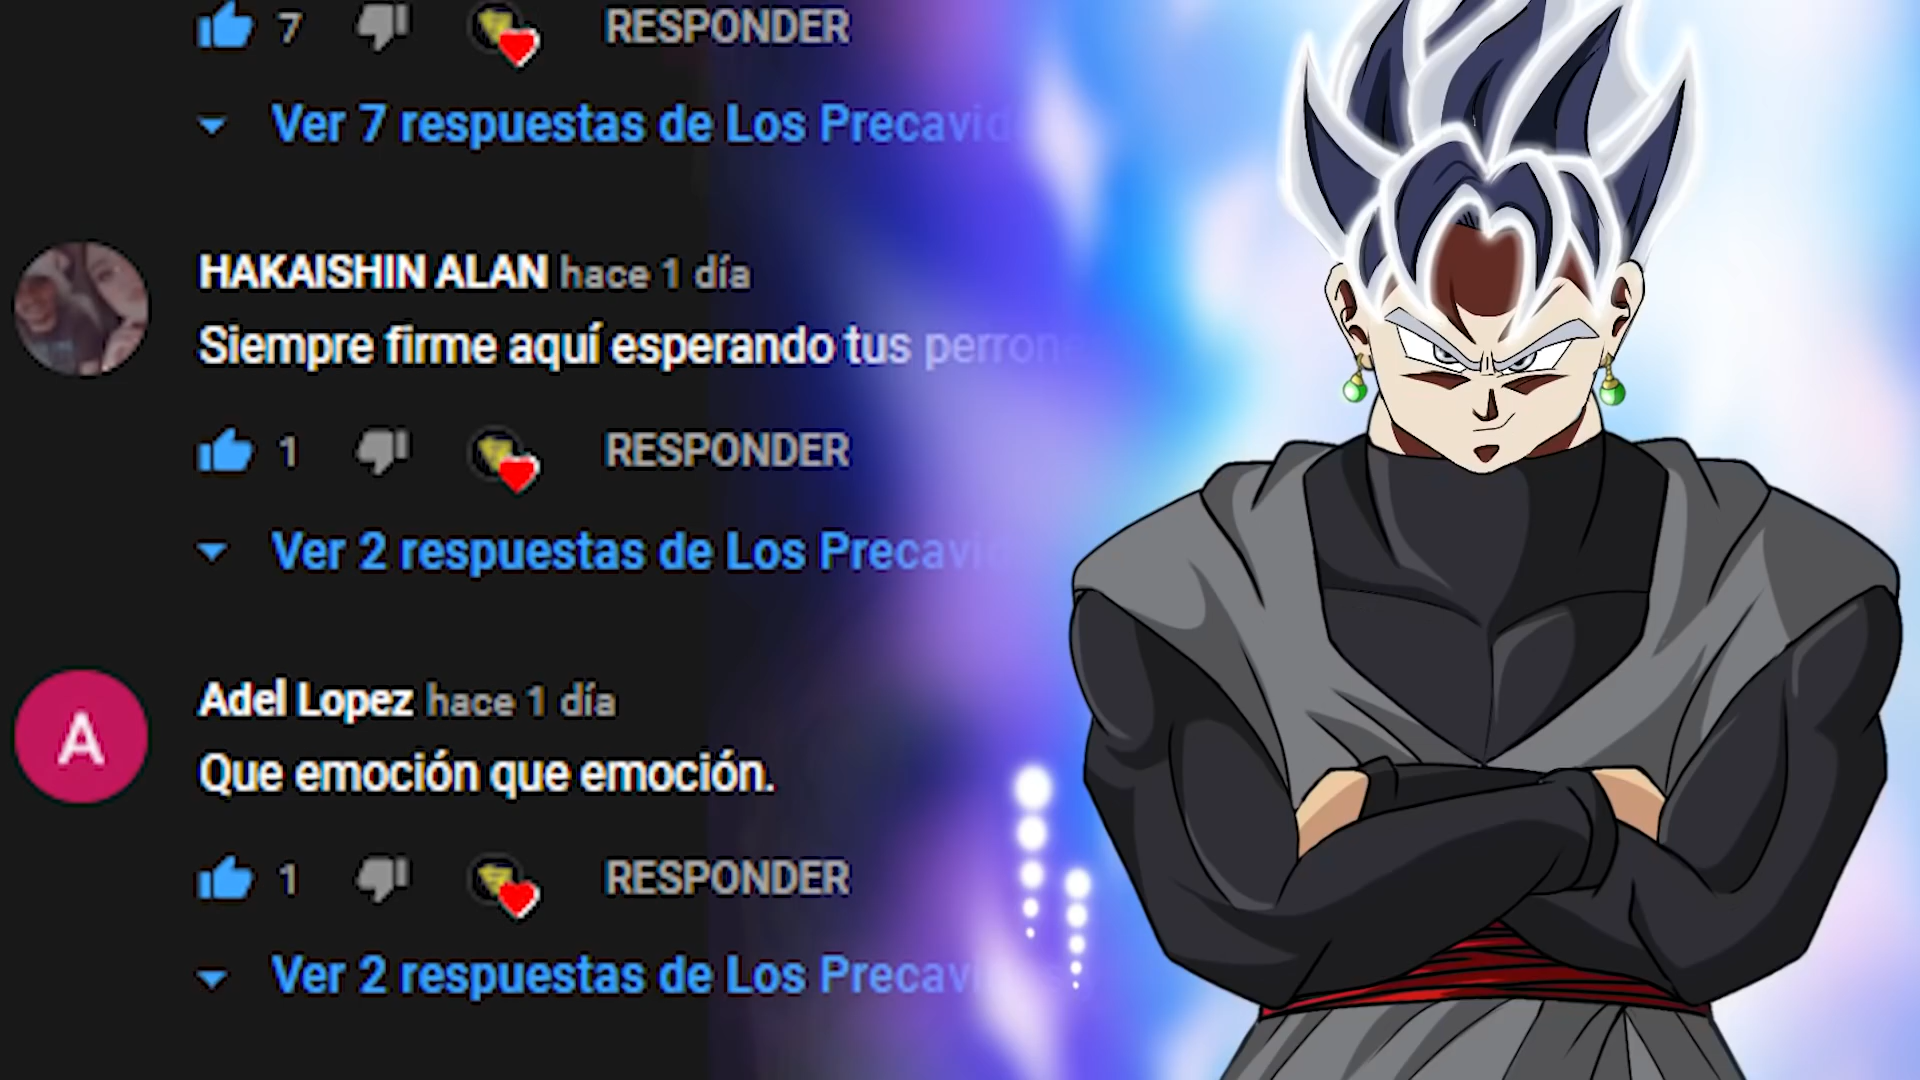 7 RESPONDER
Ver 7 respuestas de Los Precavid
HAKAISHIN ALAN hace 1 día
Siempre firme aquí esperando tus perrone
1 RESPONDER
Ver 2 respuestas de Los Precavid
A
Adel Lopez hace 1 día
Que emoción que emoción.
1 RESPONDER
Ver 2 respuestas de Los Precav